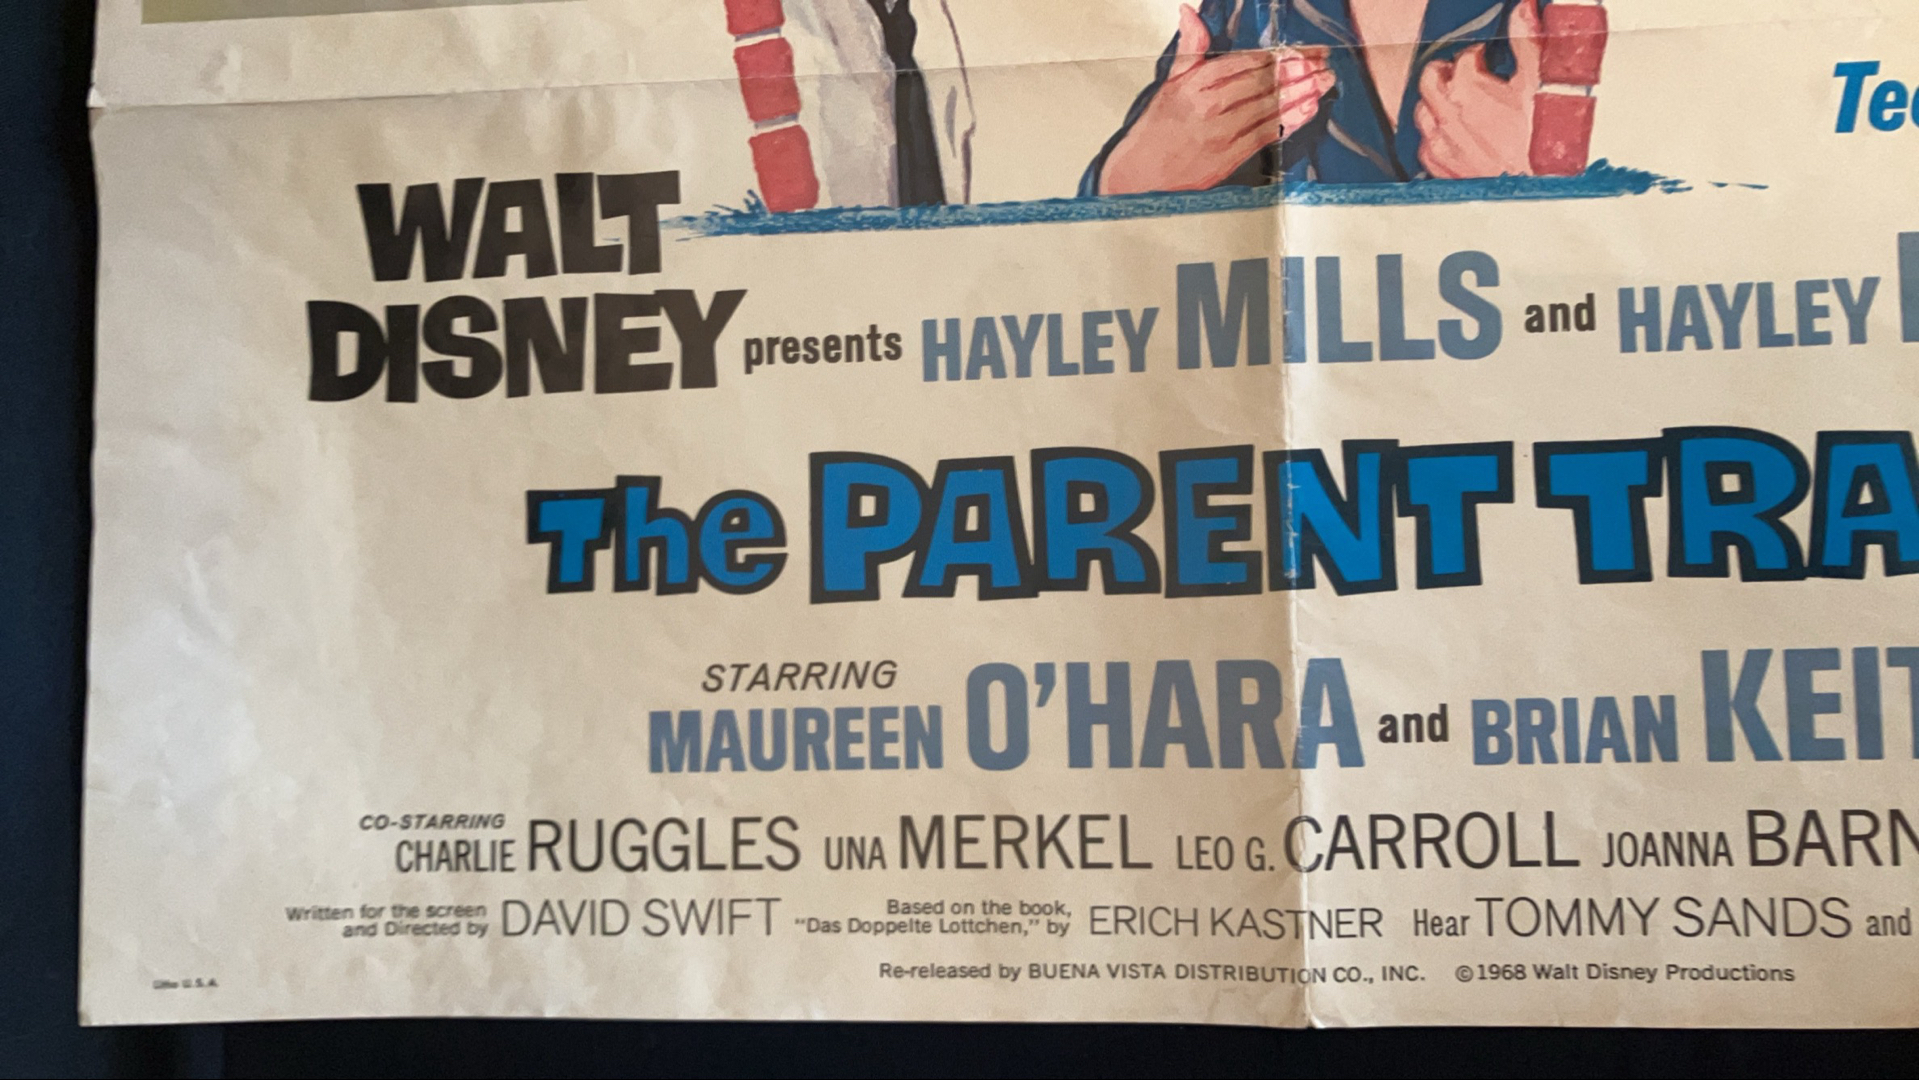 Te
WALT
DISNEY presents HAYLEY MILLS and HAYLEY
The PARENT TRA
STARRING
MAUREEN O'HARA and BRIAN KEIT
CO-STARRING
CHARLIE RUGGLES UNA MERKEL LEO G. CARROLL JOANNA BARN
Written for the screen
and Directed by DAVID SWIFT
Based on the book,
"Das Doppelte Lottchen," by ERICH KASTNER Hear TOMMY SANDS and
Re-released by BUENA VISTA DISTRIBUTION CO., INC. ©1968 Walt Disney Productions
Litho U.S.A.